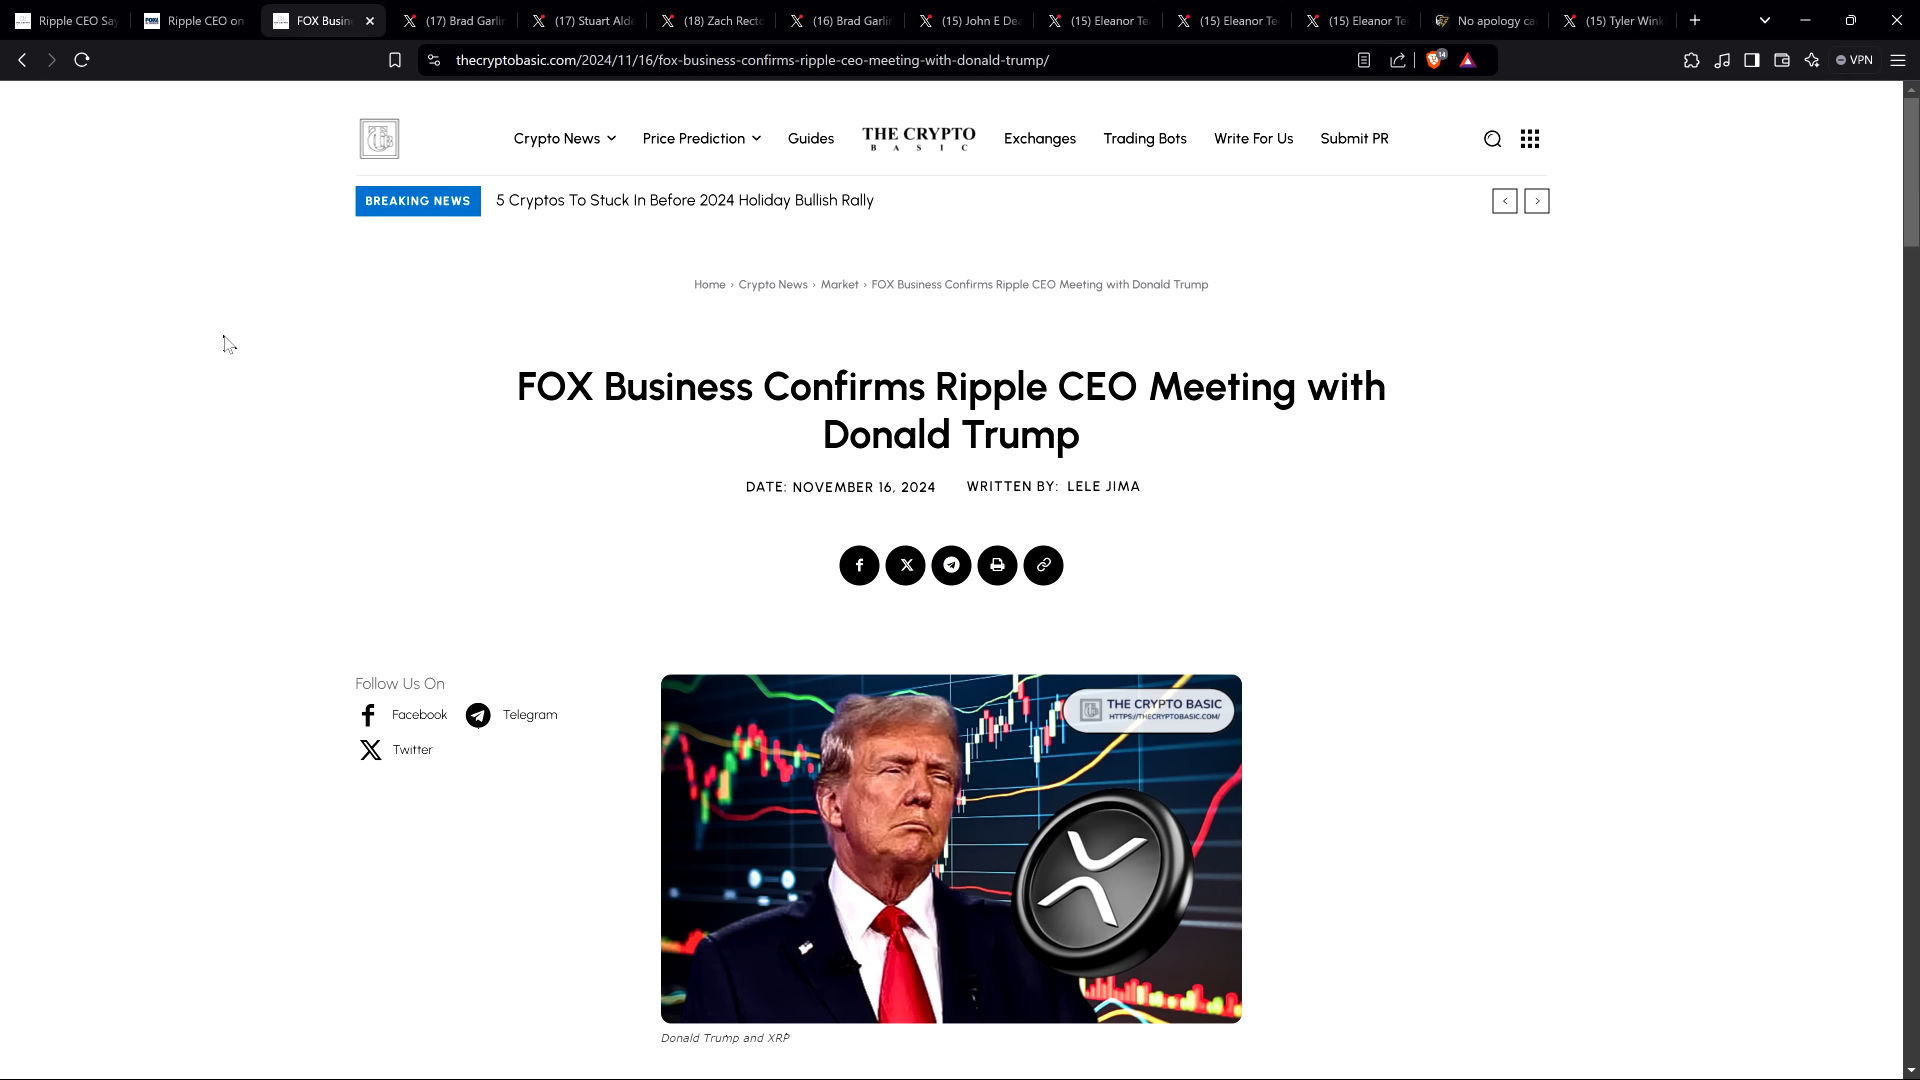 Ripple CEO Say
Ripple CEO on
FOX Busin
(17) Brad Garlin
(17) Stuart Alde
(18) Zach Recto
(16) Brad Garlin
(15) John E Dea
(15) Eleanor Te
(15) Eleanor Te
(15) Eleanor Te
No apology ca
(15) Tyler Wink
thecryptobasic.com/2024/11/16/fox-business-confirms-ripple-ceo-meeting-with-donald-trump/
14
VPN
Crypto News
Price Prediction
Guides
THE CRYPTO
BASIC
Exchanges
Trading Bots
Write For Us
Submit PR
BREAKING NEWS
5 Cryptos To Stuck In Before 2024 Holiday Bullish Rally
Home › Crypto News › Market › FOX Business Confirms Ripple CEO Meeting with Donald Trump
FOX Business Confirms Ripple CEO Meeting with
Donald Trump
DATE: NOVEMBER 16, 2024 WRITTEN BY: LELE JIMA
Follow Us On
Facebook
Telegram
Twitter
THE CRYPTO BASIC
HTTPS://THECRYPTOBASIC.COM/
Donald Trump and XRP